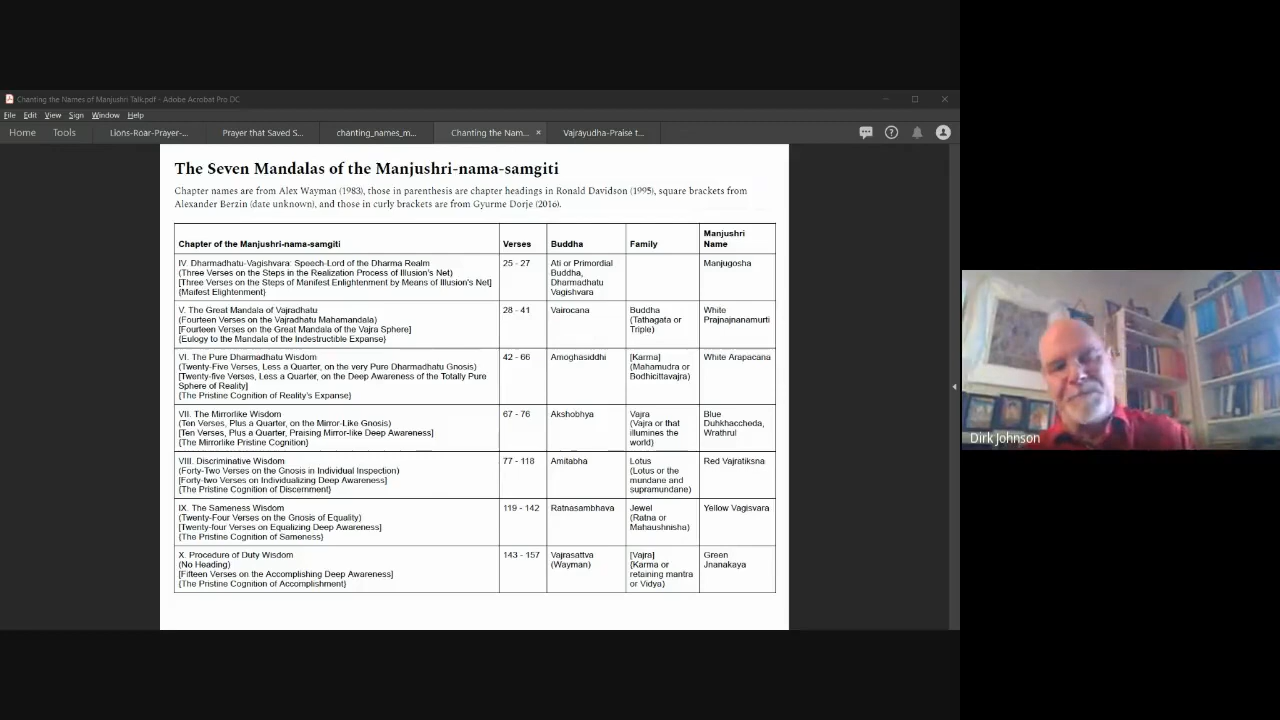 Chanting the Names of Manjushri Talk.pdf - Adobe Acrobat Pro DC
File Edit View Sign Window Help
Home Tools Lions-Roar-Prayer-... Prayer that Saved S... chanting_names_m... Chanting the Nam... × Vajrāyudha-Praise t...
The Seven Mandalas of the Manjushri-nama-samgiti
Chapter names are from Alex Wayman (1983), those in parenthesis are chapter headings in Ronald Davidson (1995), square brackets from
Alexander Berzin (date unknown), and those in curly brackets are from Gyurme Dorje (2016).
Chapter of the Manjushri-nama-samgiti
Verses
Buddha
Family
Manjushri
Name
IV. Dharmadhatu-Vagishvara: Speech-Lord of the Dharma Realm
(Three Verses on the Steps in the Realization Process of Illusion's Net)
[Three Verses on the Steps of Manifest Enlightenment by Means of Illusion's Net]
{Maifest Elightenment}
25 - 27
Ati or Primordial
Buddha,
Dharmadhatu
Vagishvara
Manjugosha
V. The Great Mandala of Vajradhatu
(Fourteen Verses on the Vajradhatu Mahamandala)
[Fourteen Verses on the Great Mandala of the Vajra Sphere]
{Eulogy to the Mandala of the Indestructible Expanse}
28 - 41
Vairocana
Buddha
(Tathagata or
Triple)
White
Prajnajnanamurti
VI. The Pure Dharmadhatu Wisdom
(Twenty-Five Verses, Less a Quarter, on the very Pure Dharmadhatu Gnosis)
[Twenty-five Verses, Less a Quarter, on the Deep Awareness of the Totally Pure
Sphere of Reality]
{The Pristine Cognition of Reality's Expanse}
42 - 66
Amoghasiddhi
[Karma]
(Mahamudra or
Bodhicittavajra)
White Arapacana
VII. The Mirrorlike Wisdom
(Ten Verses, Plus a Quarter, on the Mirror-Like Gnosis)
[Ten Verses, Plus a Quarter, Praising Mirror-like Deep Awareness]
{The Mirrorlike Pristine Cognition}
67 - 76
Akshobhya
Vajra
(Vajra or that
illumines the
world)
Blue
Duhkhaccheda,
Wrathrul
VIII. Discriminative Wisdom
(Forty-Two Verses on the Gnosis in Individual Inspection)
[Forty-two Verses on Individualizing Deep Awareness]
{The Pristine Cognition of Discernment}
77 - 118
Amitabha
Lotus
(Lotus or the
mundane and
supramundane)
Red Vajratiksna
IX. The Sameness Wisdom
(Twenty-Four Verses on the Gnosis of Equality)
[Twenty-four Verses on Equalizing Deep Awareness]
{The Pristine Cognition of Sameness}
119 - 142
Ratnasambhava
Jewel
(Ratna or
Mahaushnisha)
Yellow Vagisvara
X. Procedure of Duty Wisdom
(No Heading)
[Fifteen Verses on the Accomplishing Deep Awareness]
{The Pristine Cognition of Accomplishment}
143 - 157
Vajrasattva
(Wayman)
[Vajra]
(Karma or
retaining mantra
or Vidya)
Green
Jnanakaya
Dirk Johnson